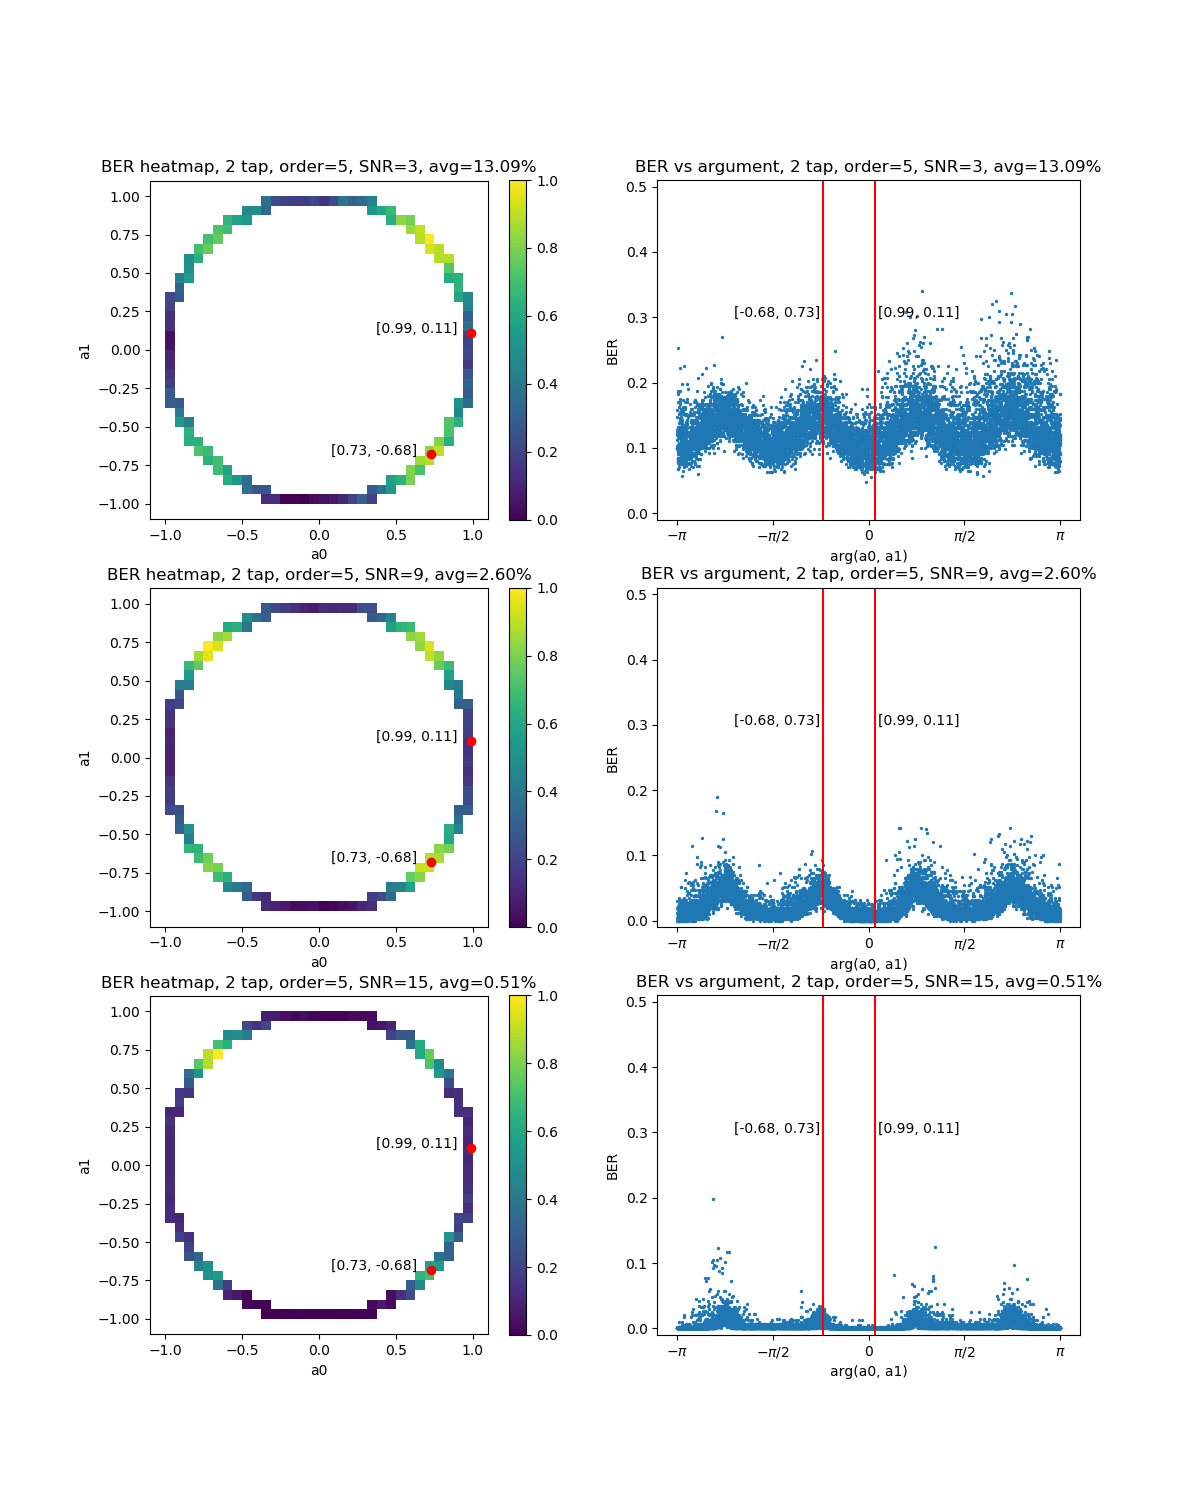 BER heatmap, 2 tap, order=5, SNR=3, avg=13.09%
1.00
0.75
0.50
0.25
0.00
−0.25
−0.50
−0.75
−1.00
a1
[0.99, 0.11]
[0.73, -0.68]
−1.0 −0.5 0.0 0.5 1.0
a0
1.0
0.8
0.6
0.4
0.2
0.0
BER vs argument, 2 tap, order=5, SNR=3, avg=13.09%
0.5
0.4
0.3
0.2
0.1
0.0
BER
[-0.68, 0.73] [0.99, 0.11]
−π −π/2 0 π/2 π
arg(a0, a1)
BER heatmap, 2 tap, order=5, SNR=9, avg=2.60%
1.00
0.75
0.50
0.25
0.00
−0.25
−0.50
−0.75
−1.00
a1
[0.99, 0.11]
[0.73, -0.68]
−1.0 −0.5 0.0 0.5 1.0
a0
1.0
0.8
0.6
0.4
0.2
0.0
BER vs argument, 2 tap, order=5, SNR=9, avg=2.60%
0.5
0.4
0.3
0.2
0.1
0.0
BER
[-0.68, 0.73] [0.99, 0.11]
−π −π/2 0 π/2 π
arg(a0, a1)
BER heatmap, 2 tap, order=5, SNR=15, avg=0.51%
1.00
0.75
0.50
0.25
0.00
−0.25
−0.50
−0.75
−1.00
a1
[0.99, 0.11]
[0.73, -0.68]
−1.0 −0.5 0.0 0.5 1.0
a0
1.0
0.8
0.6
0.4
0.2
0.0
BER vs argument, 2 tap, order=5, SNR=15, avg=0.51%
0.5
0.4
0.3
0.2
0.1
0.0
BER
[-0.68, 0.73] [0.99, 0.11]
−π −π/2 0 π/2 π
arg(a0, a1)